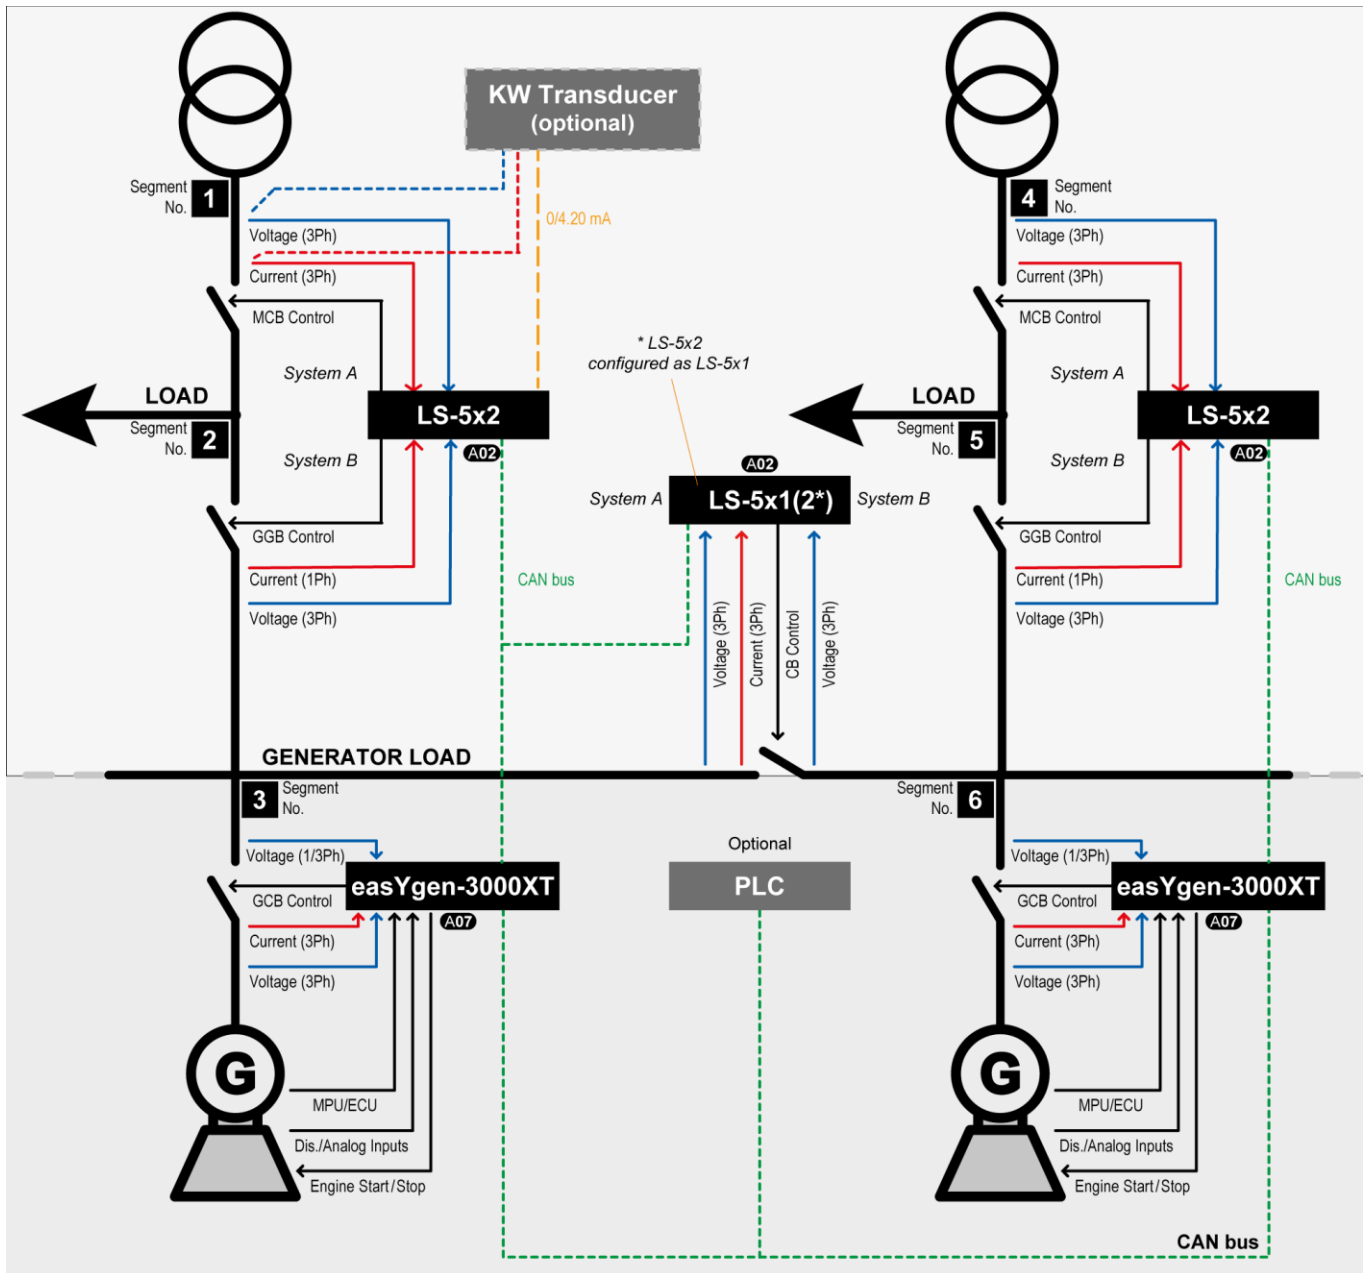 KW Transducer
(optional)
Segment
No.
1
4
Segment
No.
0/4.20 mA
Voltage (3Ph)
Voltage (3Ph)
Current (3Ph)
Current (3Ph)
MCB Control
MCB Control
* LS-5x2
configured as LS-5x1
System A
System A
LOAD
LS-5x2
LOAD
LS-5x2
Segment
No.
2
Segment
No.
5
A02
A02
System B
System B
A02
System A
LS-5x1(2*)
System B
GGB Control
GGB Control
Current (1Ph)
CAN bus
Current (1Ph)
CAN bus
Voltage (3Ph)
Voltage (3Ph)
Voltage (3Ph)
Current (3Ph)
CB Control
Voltage (3Ph)
GENERATOR LOAD
3
Segment
No.
Segment
No.
6
Voltage (1/3Ph)
Optional
Voltage (1/3Ph)
easYgen-3000XT
PLC
easYgen-3000XT
GCB Control
GCB Control
A07
A07
Current (3Ph)
Current (3Ph)
Voltage (3Ph)
Voltage (3Ph)
G
G
MPU/ECU
MPU/ECU
Dis./Analog Inputs
Dis./Analog Inputs
Engine Start/Stop
Engine Start/Stop
CAN bus